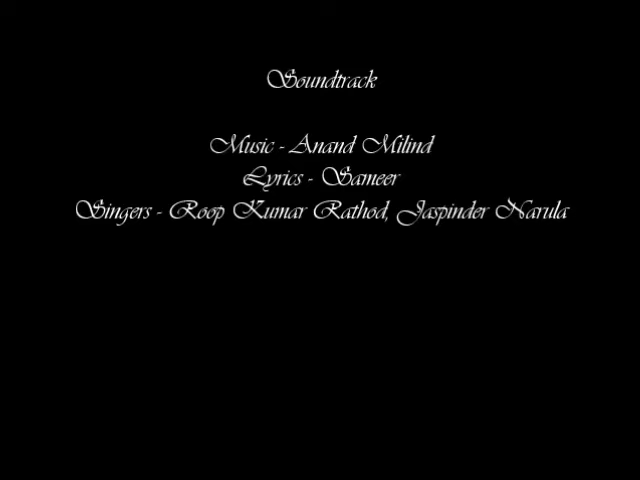 Soundtrack
Music - Anand Milind
Lyrics - Sameer
Singers - Roop Kumar Rathod, Jaspinder Narula